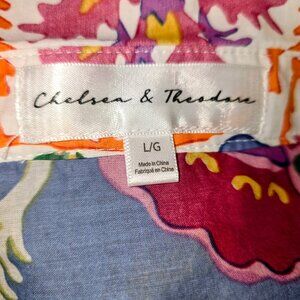 Chelsea & Theodore
L/G
Made in China
Fabriqué en Chine